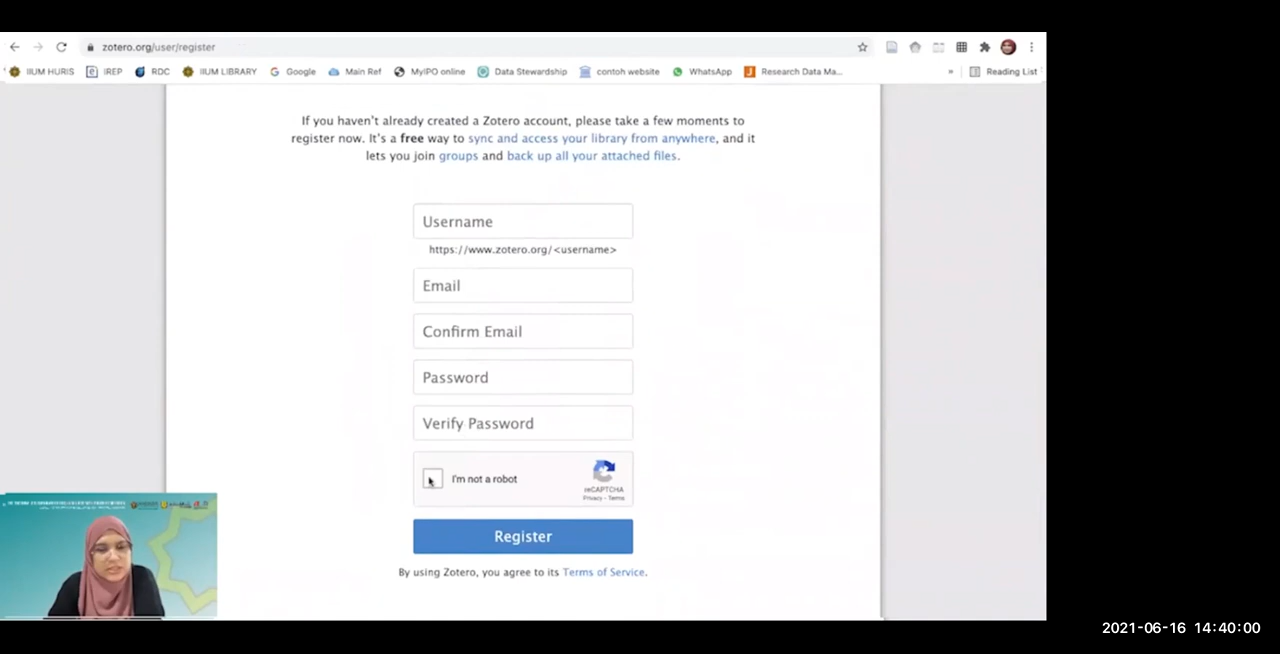 zotero.org/user/register
IIUM HURIS IREP RDC IIUM LIBRARY Google Main Ref MyIPO online Data Stewardship contoh website WhatsApp Research Data Ma... » Reading List
If you haven't already created a Zotero account, please take a few moments to
register now. It's a free way to sync and access your library from anywhere, and it
lets you join groups and back up all your attached files.
Username
https://www.zotero.org/<username>
Email
Confirm Email
Password
Verify Password
I'm not a robot
reCAPTCHA
Privacy - Terms
Register
By using Zotero, you agree to its Terms of Service.
2021-06-16 14:40:00